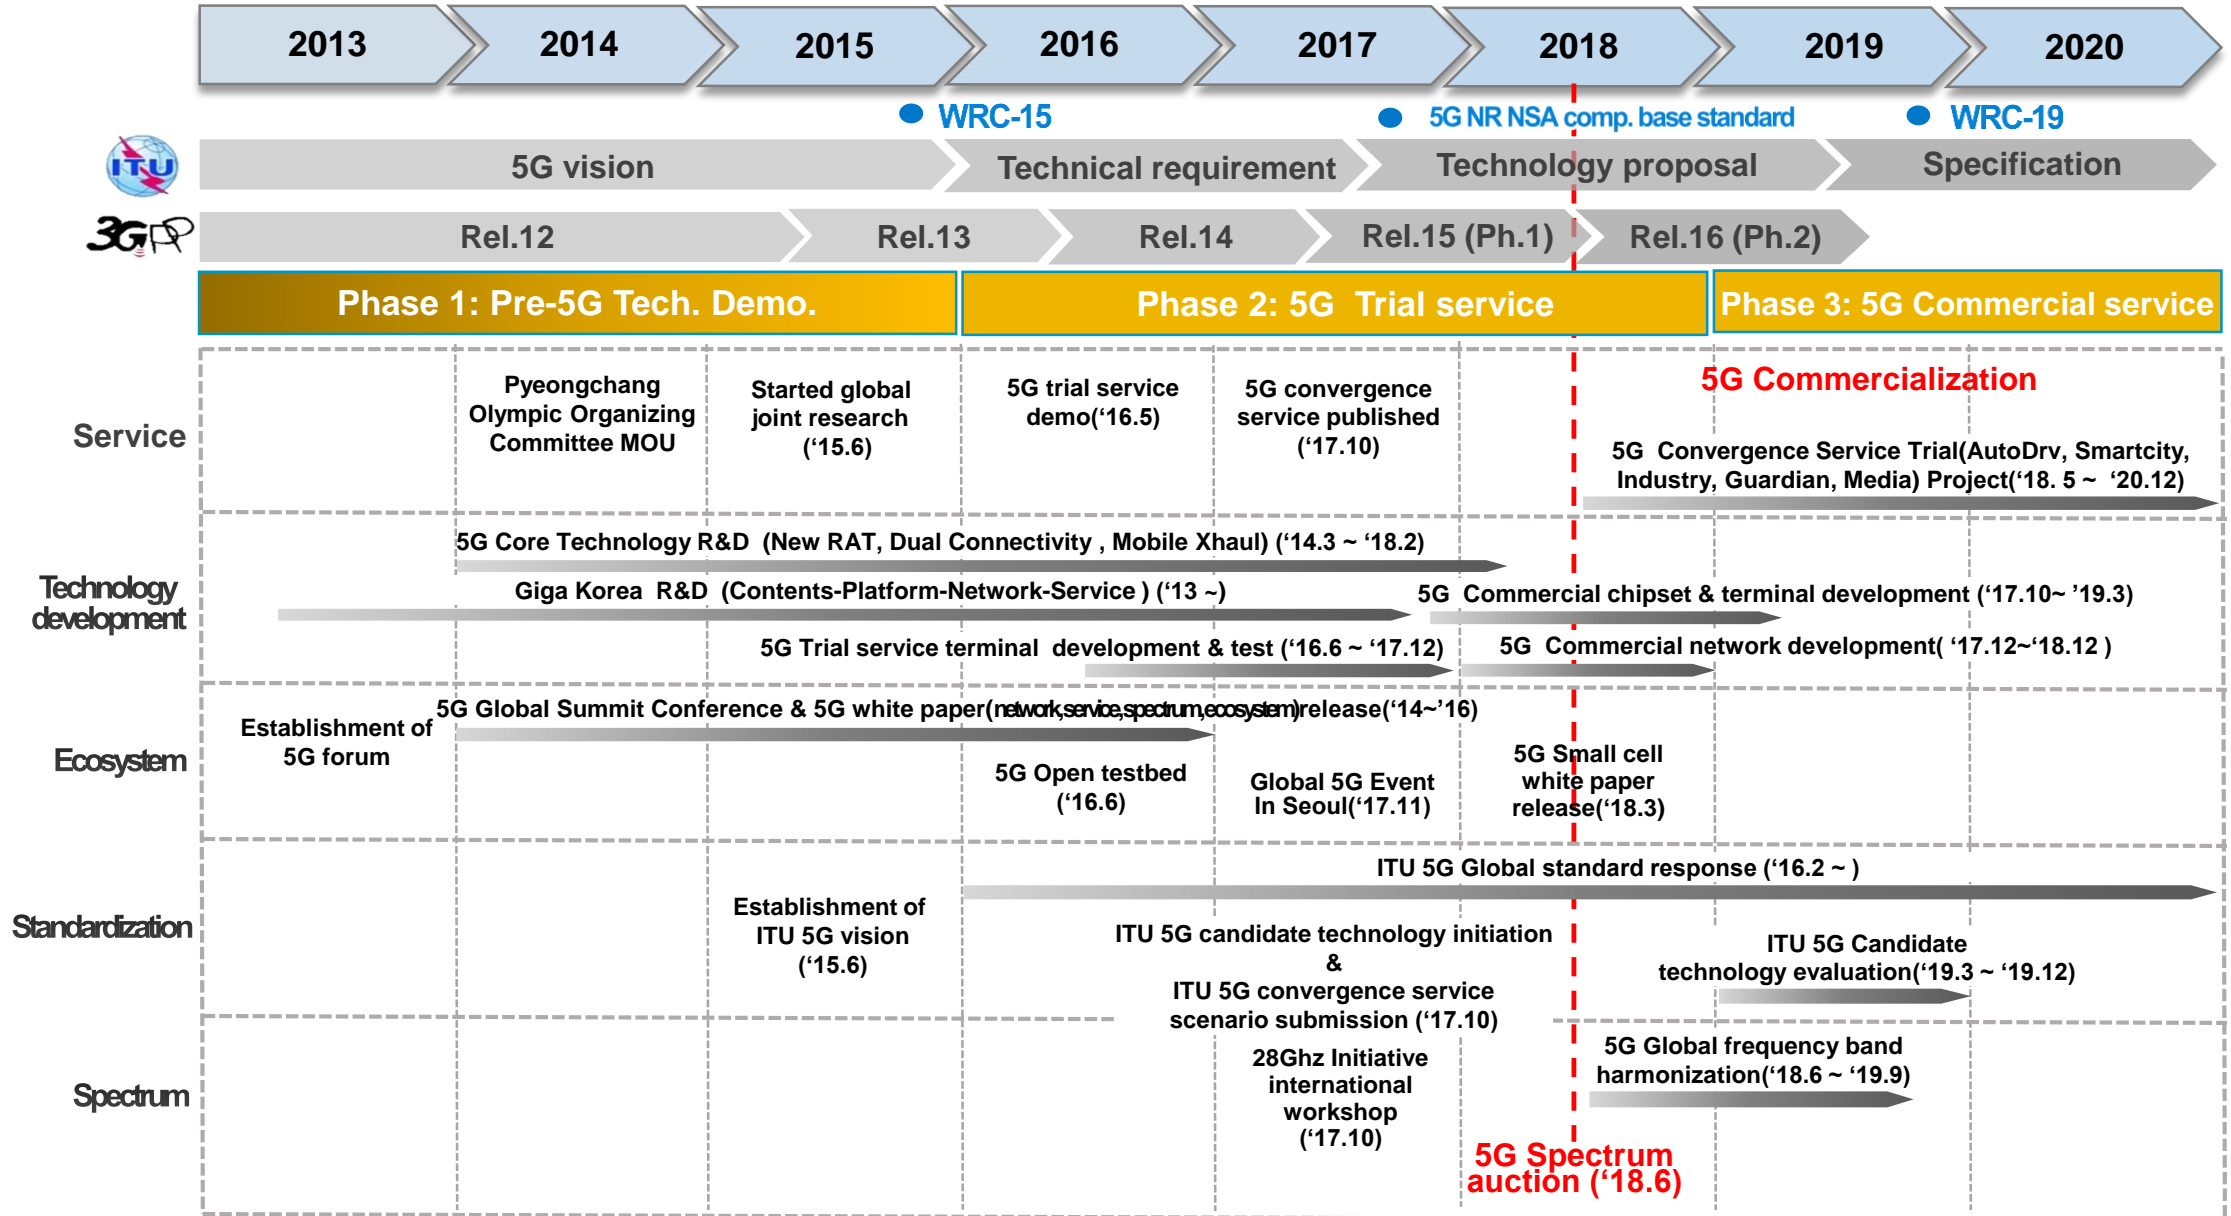 2013
2014
2015
2016
2017
2018
2019
2020
WRC-15
5G NR NSA comp. base standard
WRC-19
ITU
5G vision
Technical requirement
Technology proposal
Specification
3GPP
Rel.12
Rel.13
Rel.14
Rel.15 (Ph.1)
Rel.16 (Ph.2)
Phase 1: Pre-5G Tech. Demo.
Phase 2: 5G Trial service
Phase 3: 5G Commercial service
Service
Pyeongchang
Olympic Organizing
Committee MOU
Started global
joint research
(‘15.6)
5G trial service
demo(‘16.5)
5G convergence
service published
(‘17.10)
5G Commercialization
5G Convergence Service Trial(AutoDrv, Smartcity,
Industry, Guardian, Media) Project(‘18. 5 ~ ‘20.12)
Technology
development
5G Core Technology R&D (New RAT, Dual Connectivity , Mobile Xhaul) (‘14.3 ~ ‘18.2)
Giga Korea R&D (Contents-Platform-Network-Service ) (‘13 ~)
5G Commercial chipset & terminal development (‘17.10~ ’19.3)
5G Trial service terminal development & test (‘16.6 ~ ‘17.12)
5G Commercial network development( ‘17.12~‘18.12 )
Ecosystem
Establishment of
5G forum
5G Global Summit Conference & 5G white paper(network,service,spectrum,ecosystem)release(‘14~’16)
5G Open testbed
(‘16.6)
Global 5G Event
In Seoul(‘17.11)
5G Small cell
white paper
release(‘18.3)
Standardization
ITU 5G Global standard response (‘16.2 ~ )
Establishment of
ITU 5G vision
(‘15.6)
ITU 5G candidate technology initiation
&
ITU 5G convergence service
scenario submission (‘17.10)
ITU 5G Candidate
technology evaluation(‘19.3 ~ ‘19.12)
Spectrum
28Ghz Initiative
international
workshop
(‘17.10)
5G Global frequency band
harmonization(‘18.6 ~ ‘19.9)
5G Spectrum
auction (‘18.6)